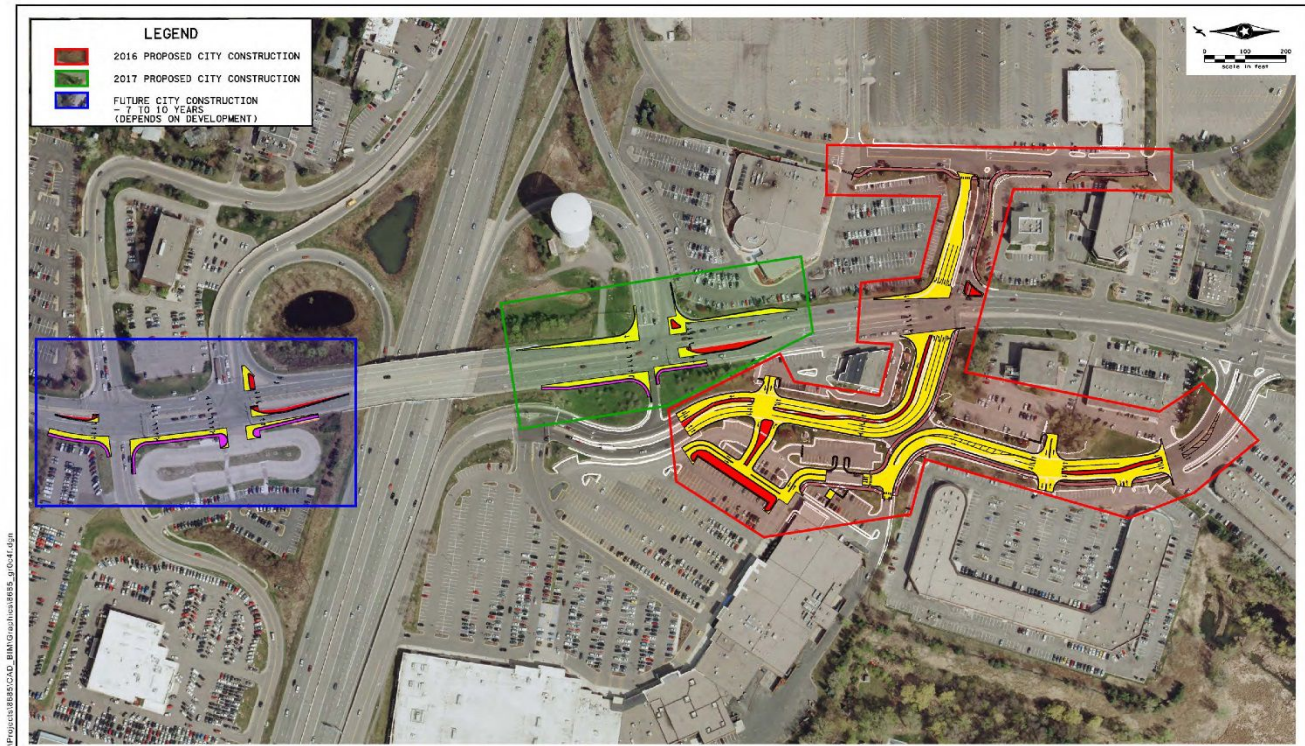 LEGEND
2016 PROPOSED CITY CONSTRUCTION
2017 PROPOSED CITY CONSTRUCTION
FUTURE CITY CONSTRUCTION
- 7 TO 10 YEARS
(DEPENDS ON DEVELOPMENT)
0 100 200
scale in feet